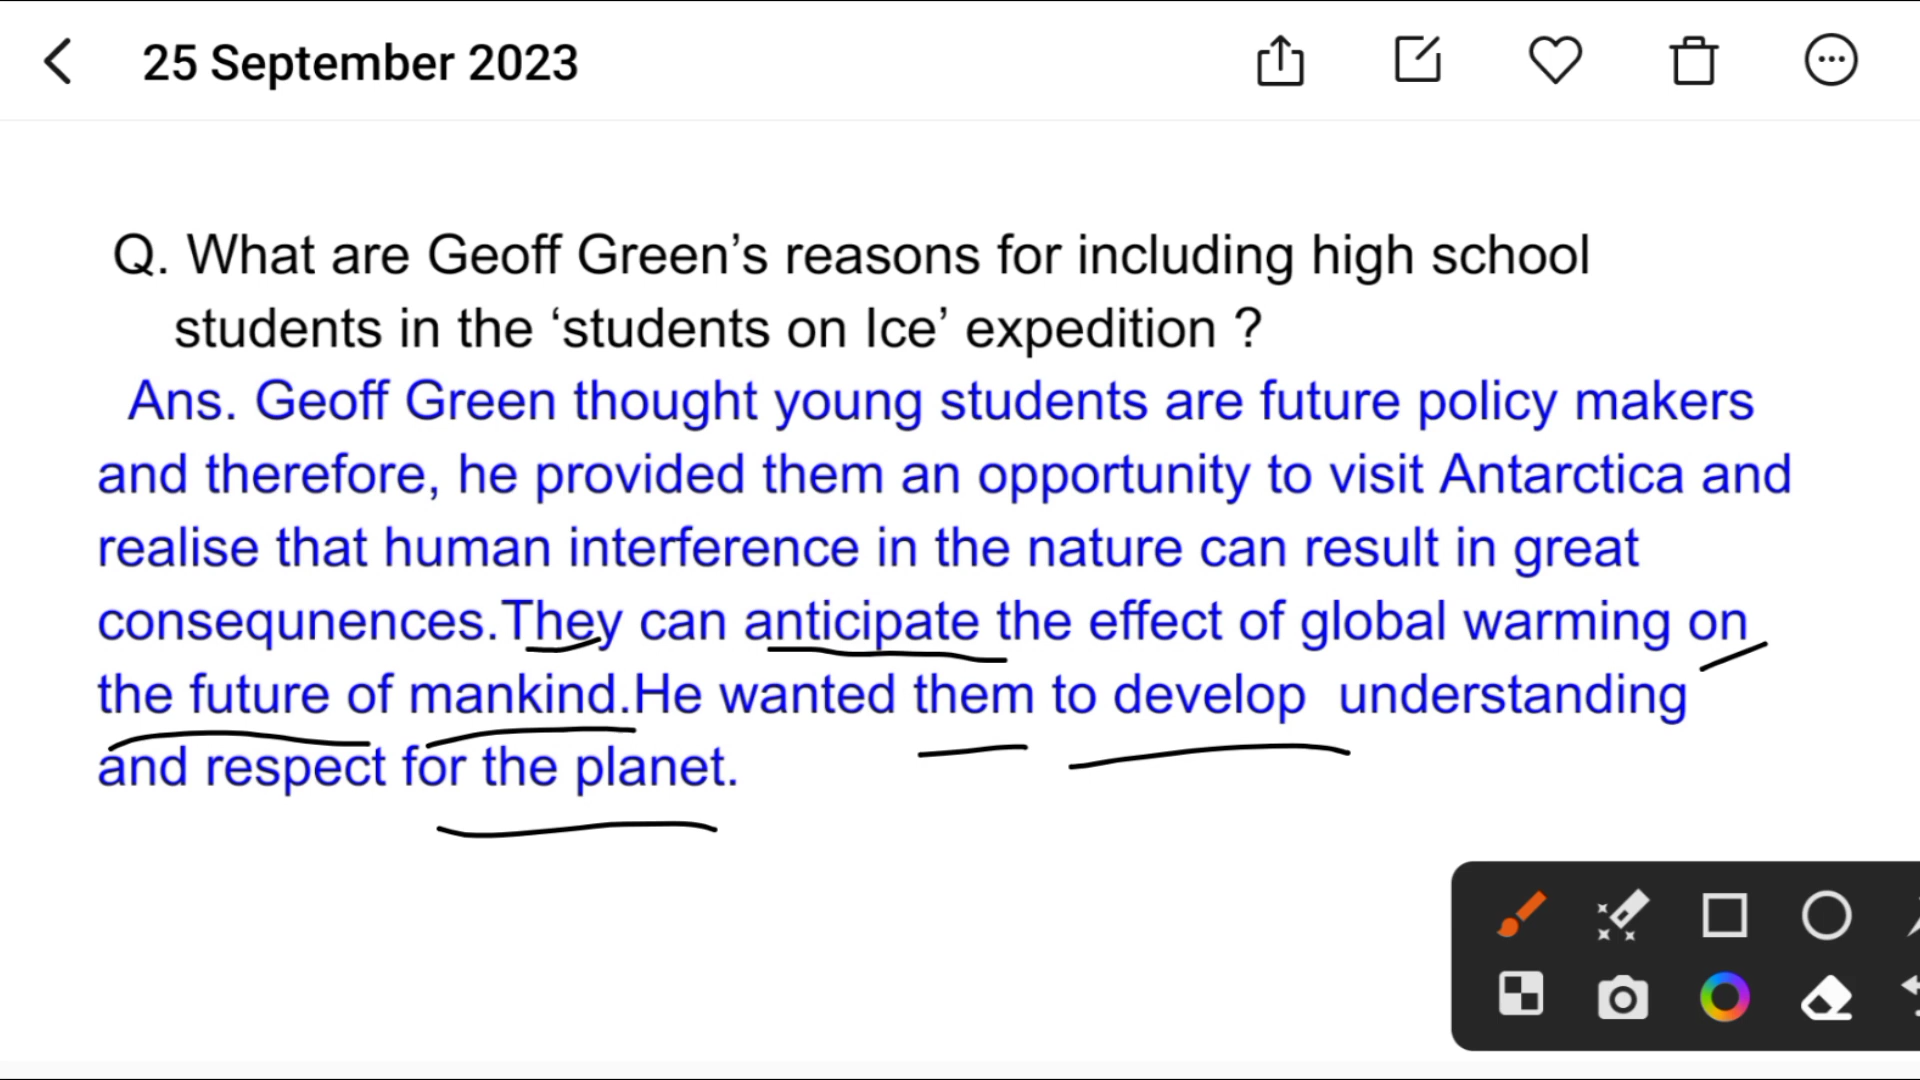 25 September 2023
Q. What are Geoff Green’s reasons for including high school
students in the ‘students on Ice’ expedition ?
Ans. Geoff Green thought young students are future policy makers
and therefore, he provided them an opportunity to visit Antarctica and
realise that human interference in the nature can result in great
consequnences.They can anticipate the effect of global warming on
the future of mankind.He wanted them to develop  understanding
and respect for the planet.